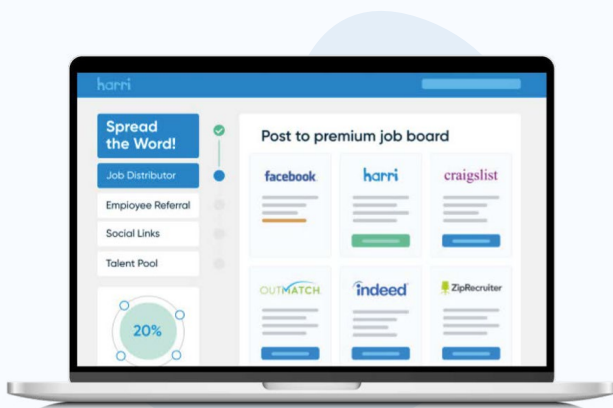 harri
Spread
the Word!
Job Distributor
Employee Referral
Social Links
Talent Pool
20%
Post to premium job board
facebook
harri
craigslist
OUTMATCH
indeed
ZipRecruiter